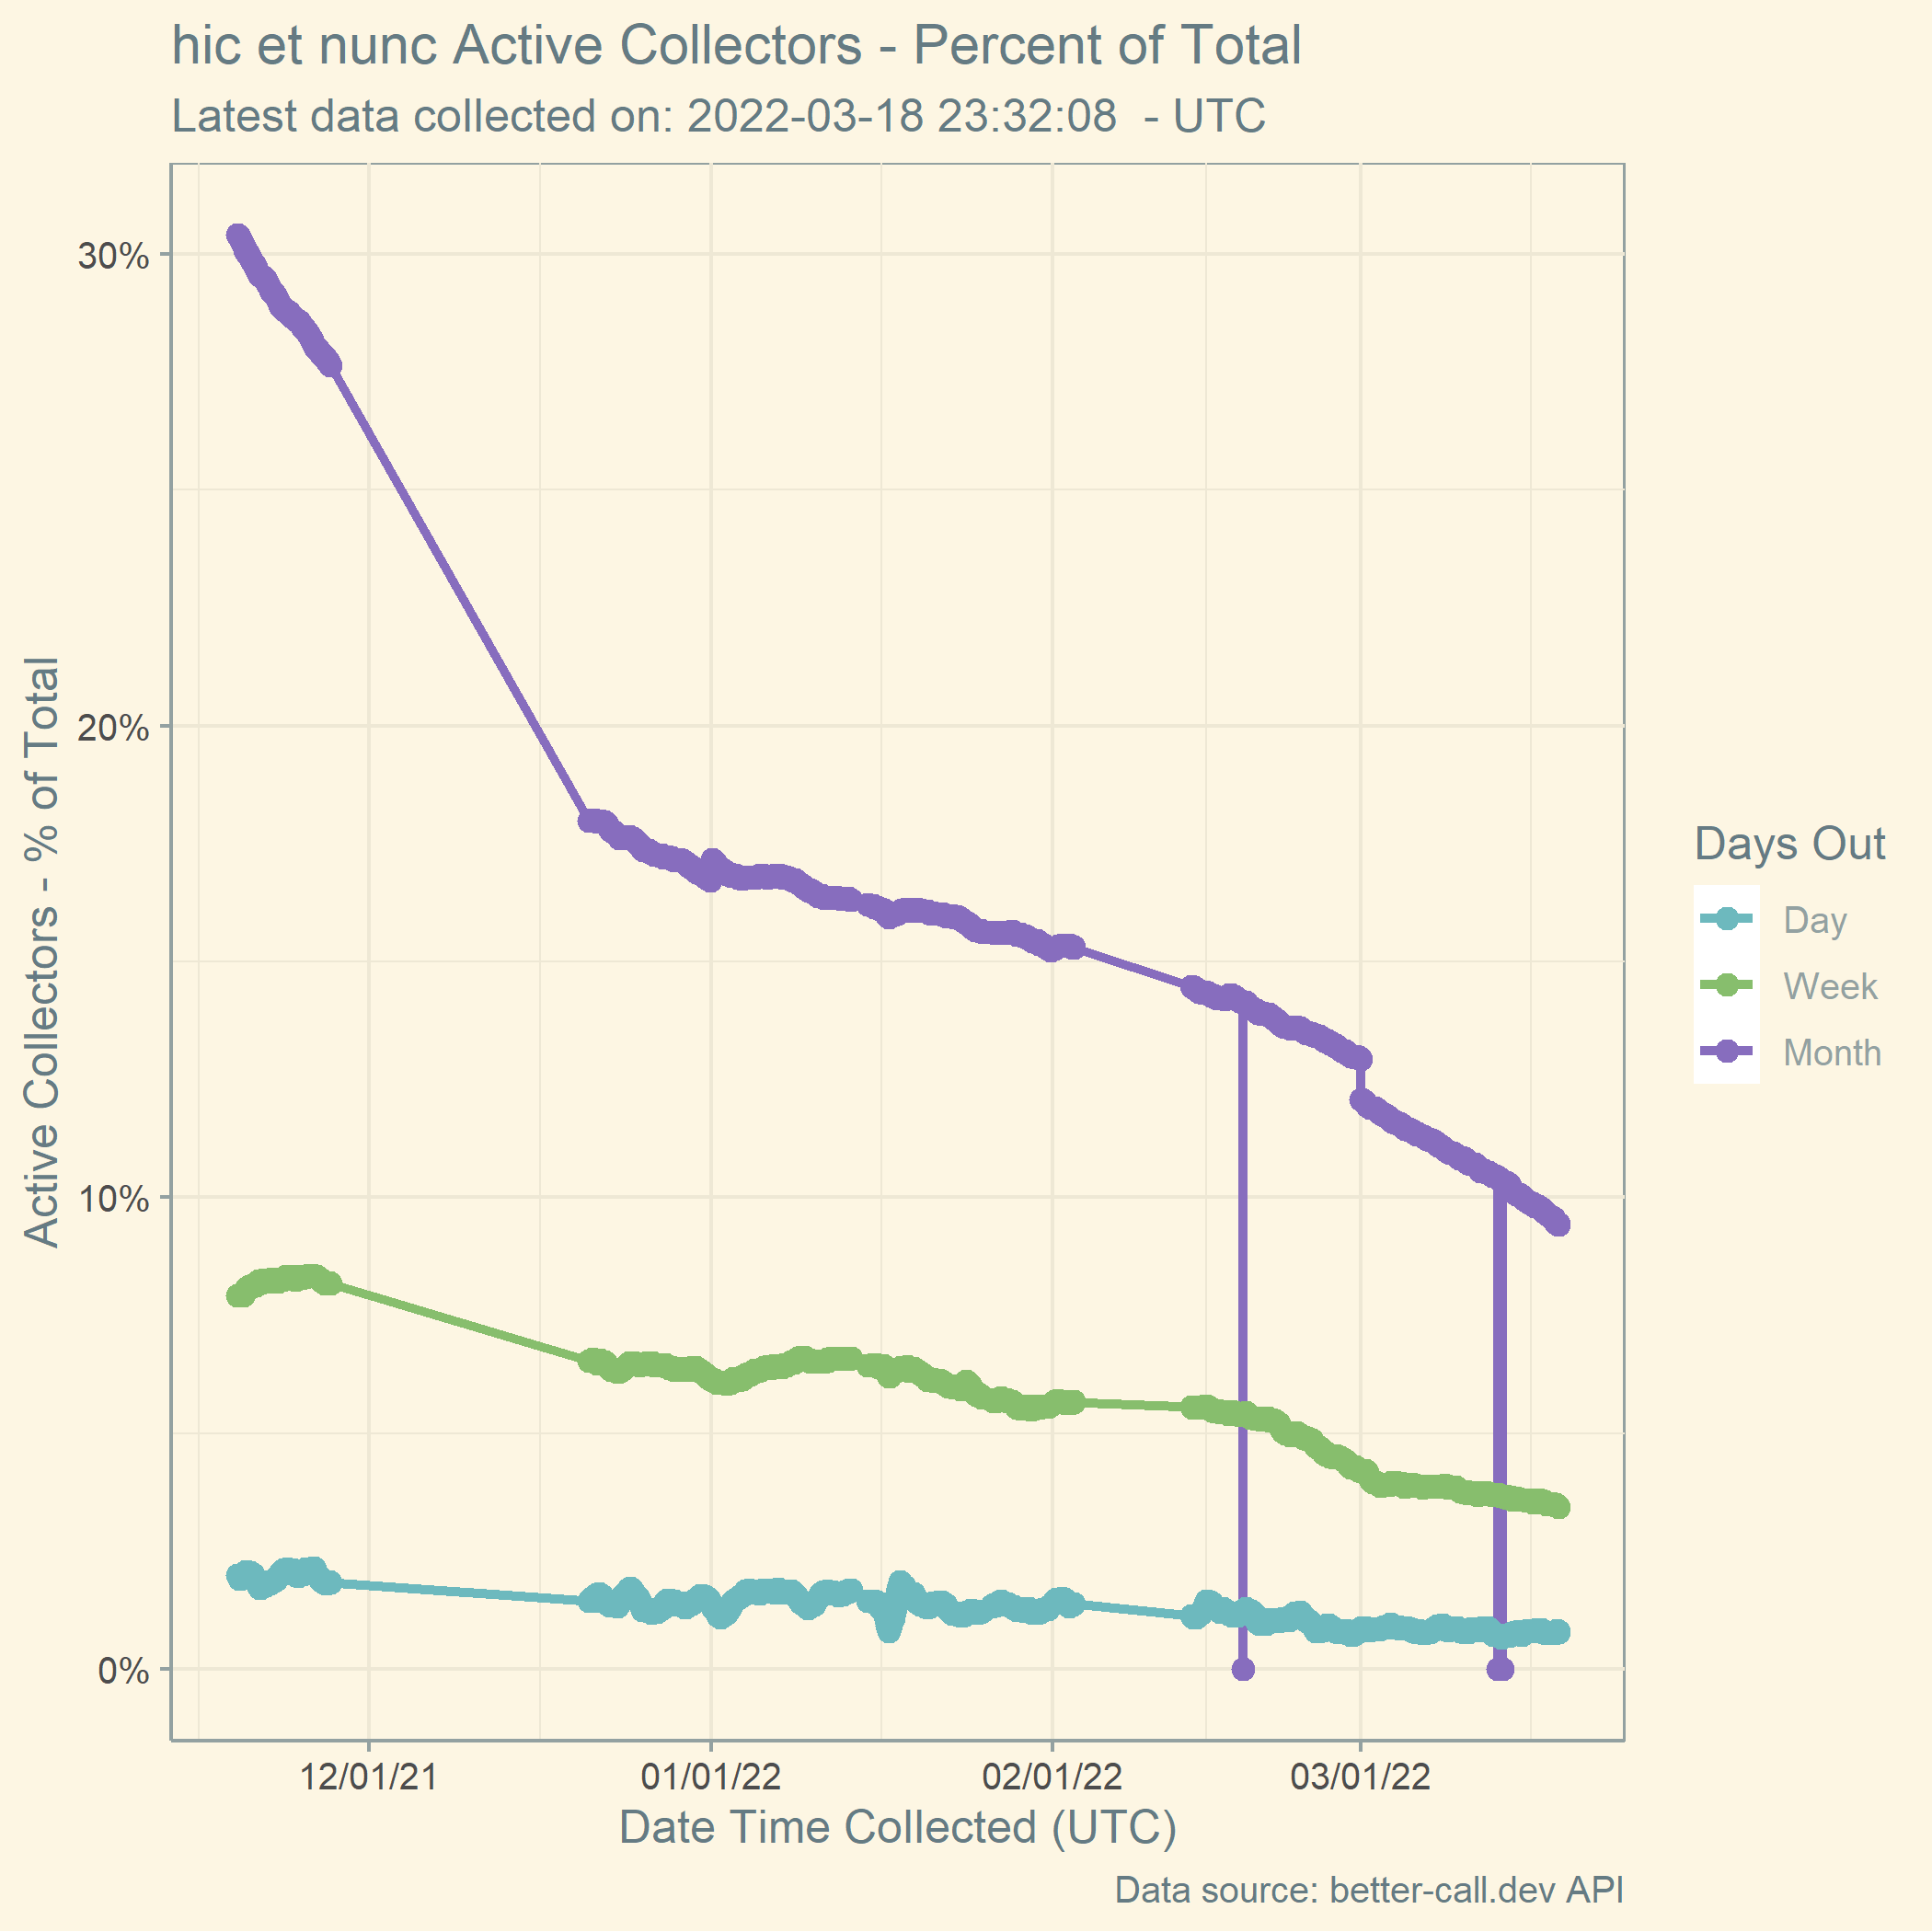 hic et nunc Active Collectors - Percent of Total
Latest data collected on: 2022-03-18 23:32:08  - UTC
Active Collectors - % of Total
30%
20%
10%
0%
12/01/21
01/01/22
02/01/22
03/01/22
Date Time Collected (UTC)
Days Out
Day
Week
Month
Data source: better-call.dev API